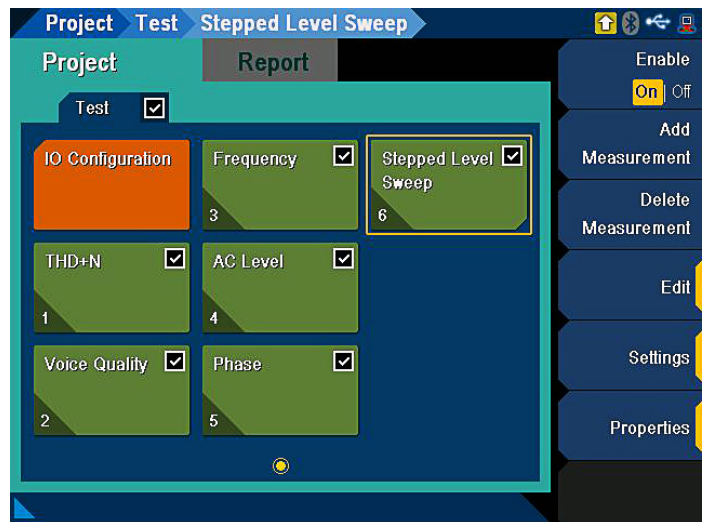 Project Test Stepped Level Sweep
Project
Report
Test
IO Configuration
Frequency
3
Stepped Level
Sweep
6
THD+N
1
AC Level
4
Voice Quality
2
Phase
5
Enable
On | Off
Add
Measurement
Delete
Measurement
Edit
Settings
Properties